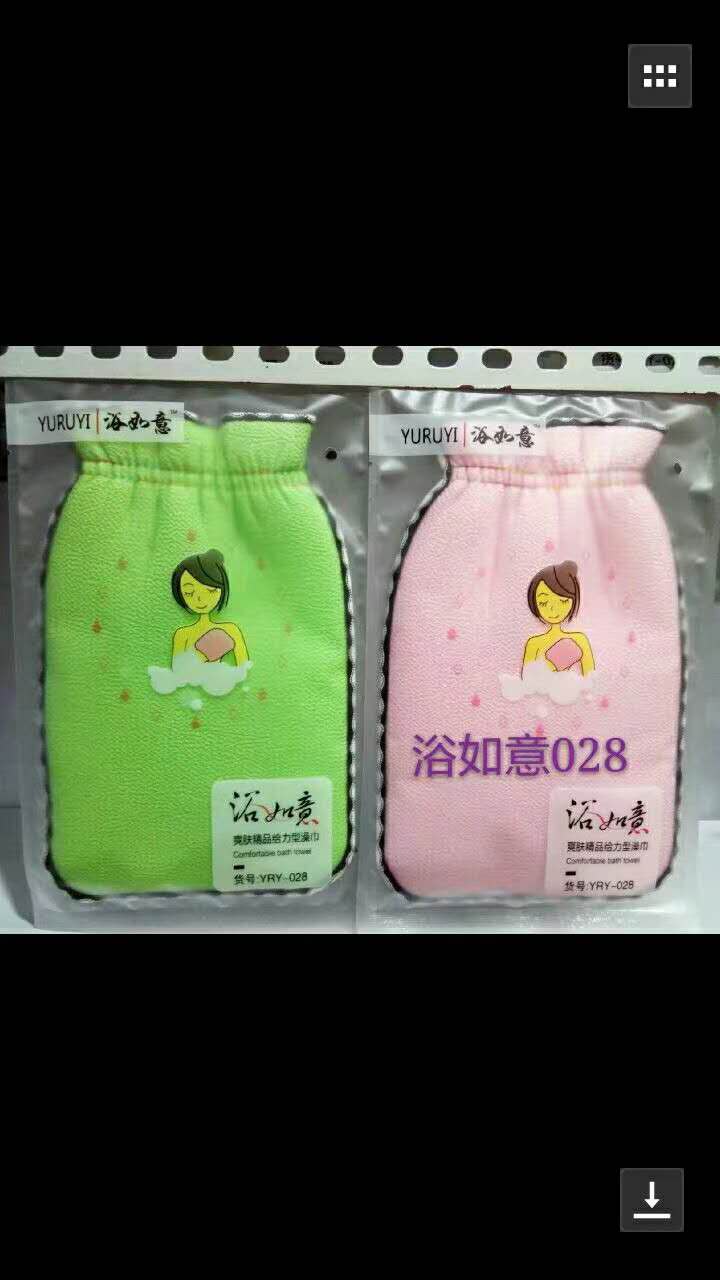 YURUYI | 浴如意™
浴如意
爽肤精品给力型澡巾
Comfortable bath towel
货号:YRY-028
YURUYI | 浴如意
浴如意028
浴如意
爽肤精品给力型澡巾
Comfortable bath towel
货号:YRY-028